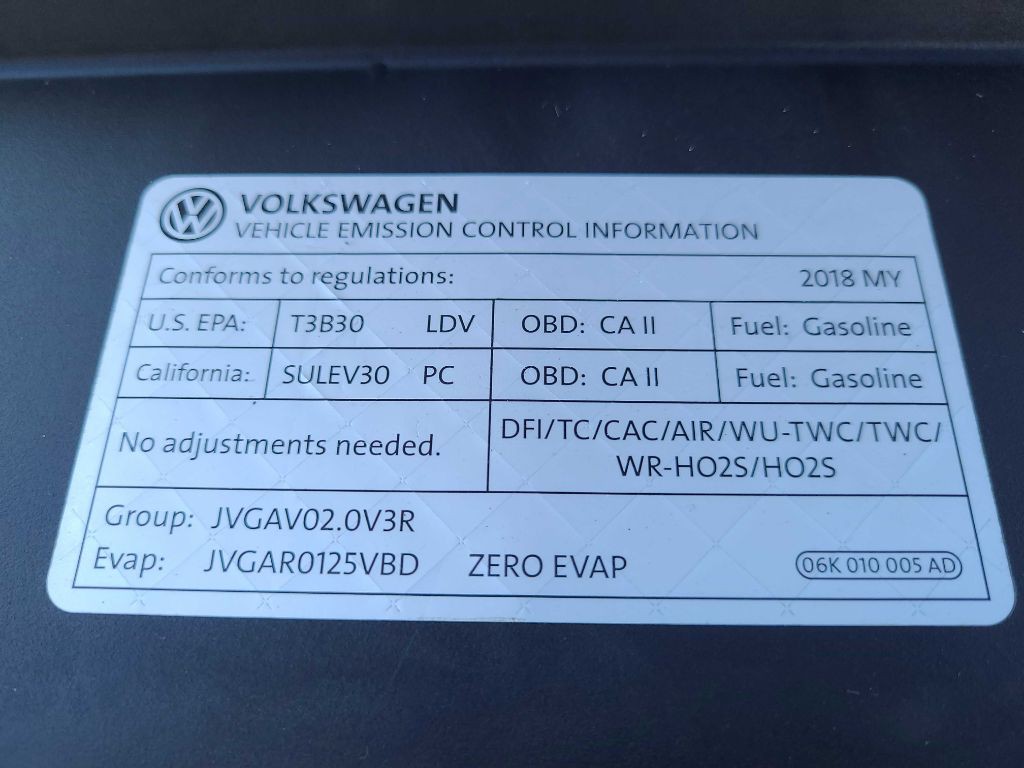 VOLKSWAGEN
VEHICLE EMISSION CONTROL INFORMATION
Conforms to regulations: 2018 MY
U.S. EPA: T3B30 LDV OBD: CA II Fuel: Gasoline
California: SULEV30 PC OBD: CA II Fuel: Gasoline
No adjustments needed.
DFI/TC/CAC/AIR/WU-TWC/TWC/
WR-HO2S/HO2S
Group: JVGAV02.0V3R
Evap: JVGAR0125VBD ZERO EVAP 06K 010 005 AD